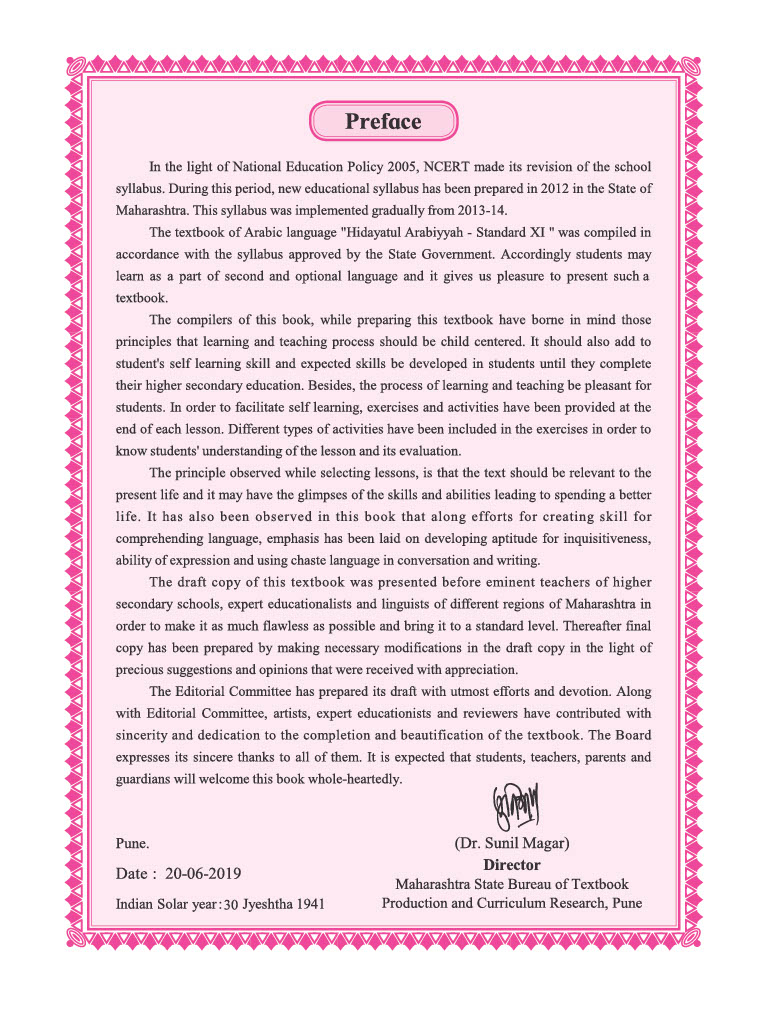 Preface
In the light of National Education Policy 2005, NCERT made its revision of the school
syllabus. During this period, new educational syllabus has been prepared in 2012 in the State of
Maharashtra. This syllabus was implemented gradually from 2013-14.
The textbook of Arabic language "Hidayatul Arabiyyah - Standard XI " was compiled in
accordance with the syllabus approved by the State Government. Accordingly students may
learn as a part of second and optional language and it gives us pleasure to present such a
textbook.
The compilers of this book, while preparing this textbook have borne in mind those
principles that learning and teaching process should be child centered. It should also add to
student's self learning skill and expected skills be developed in students until they complete
their higher secondary education. Besides, the process of learning and teaching be pleasant for
students. In order to facilitate self learning, exercises and activities have been provided at the
end of each lesson. Different types of activities have been included in the exercises in order to
know students' understanding of the lesson and its evaluation.
The principle observed while selecting lessons, is that the text should be relevant to the
present life and it may have the glimpses of the skills and abilities leading to spending a better
life. It has also been observed in this book that along efforts for creating skill for
comprehending language, emphasis has been laid on developing aptitude for inquisitiveness,
ability of expression and using chaste language in conversation and writing.
The draft copy of this textbook was presented before eminent teachers of higher
secondary schools, expert educationalists and linguists of different regions of Maharashtra in
order to make it as much flawless as possible and bring it to a standard level. Thereafter final
copy has been prepared by making necessary modifications in the draft copy in the light of
precious suggestions and opinions that were received with appreciation.
The Editorial Committee has prepared its draft with utmost efforts and devotion. Along
with Editorial Committee, artists, expert educationists and reviewers have contributed with
sincerity and dedication to the completion and beautification of the textbook. The Board
expresses its sincere thanks to all of them. It is expected that students, teachers, parents and
guardians will welcome this book whole-heartedly.
Pune.
Date : 20-06-2019
Indian Solar year : 30 Jyeshtha 1941
(Dr. Sunil Magar)
Director
Maharashtra State Bureau of Textbook
Production and Curriculum Research, Pune